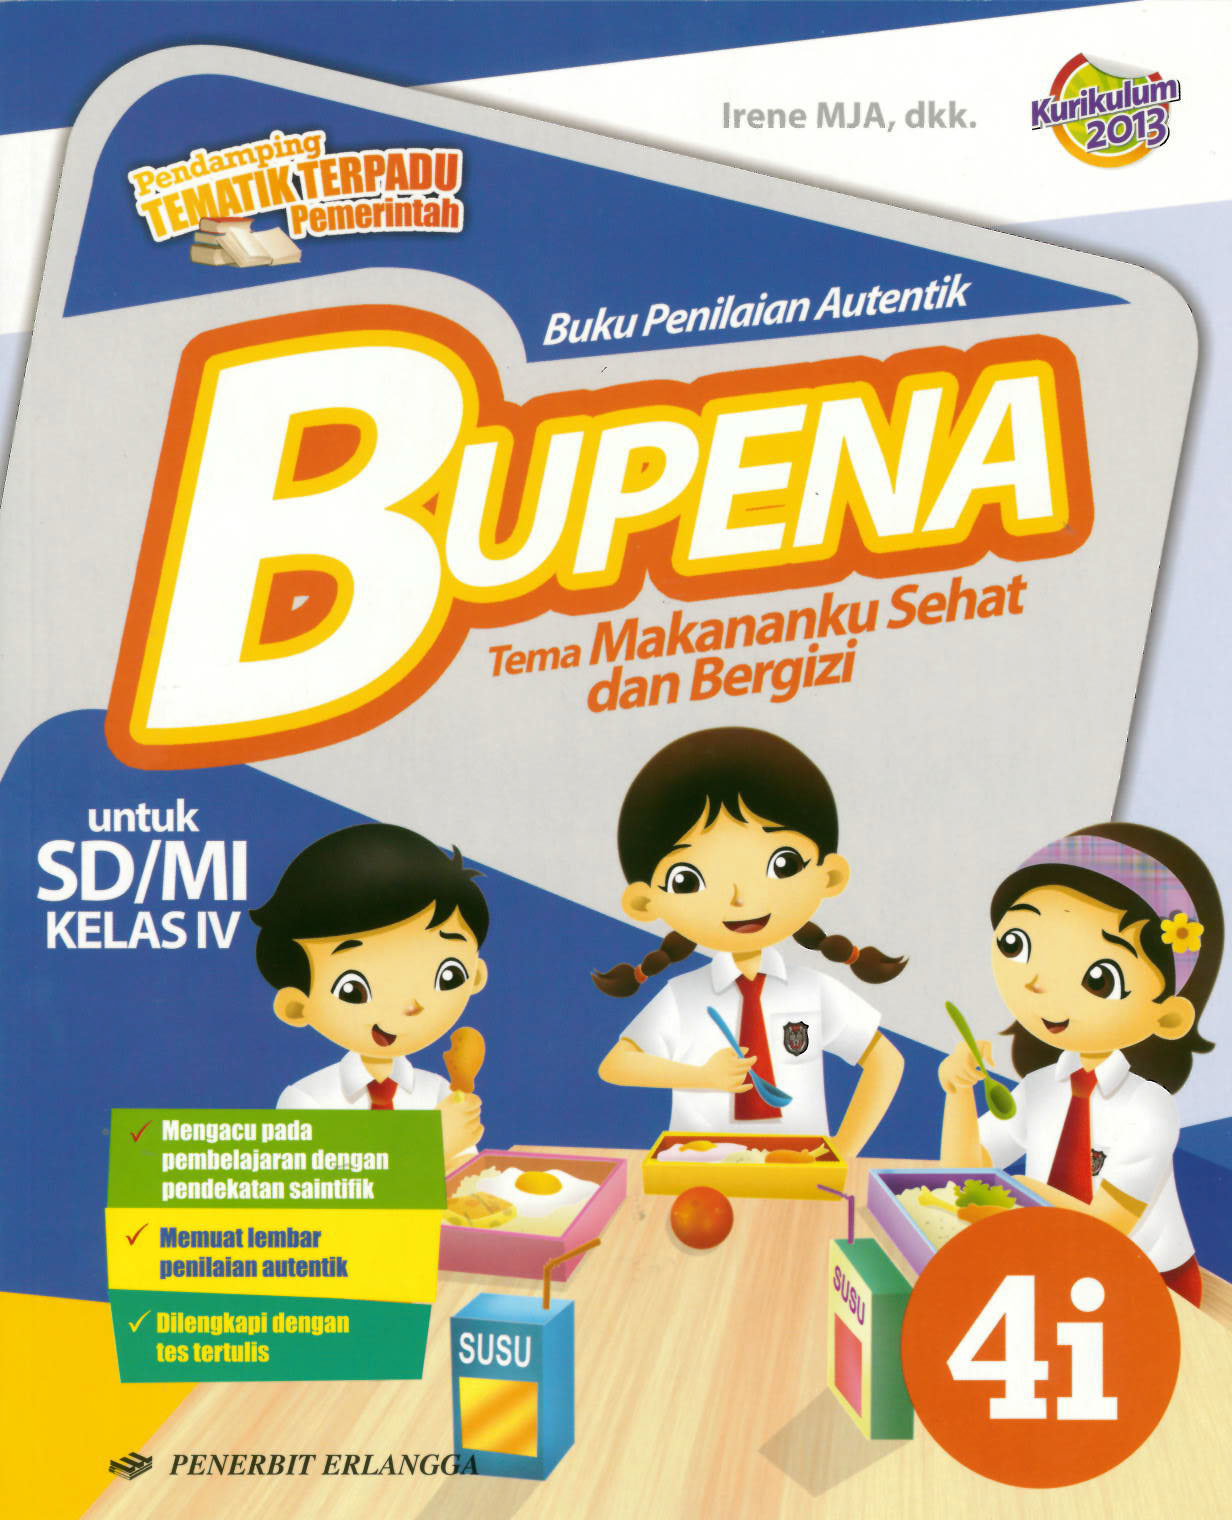 Irene MJA, dkk.
Kurikulum
2013
Pendamping
TEMATIK TERPADU
Pemerintah
Buku Penilaian Autentik
BUPENA
Tema Makananku Sehat
dan Bergizi
untuk
SD/MI
KELAS IV
✓ Mengacu pada
pembelajaran dengan
pendekatan saintifik
✓ Memuat lembar
penilaian autentik
✓ Dilengkapi dengan
tes tertulis
SUSU
SUSU
4i
PENERBIT ERLANGGA